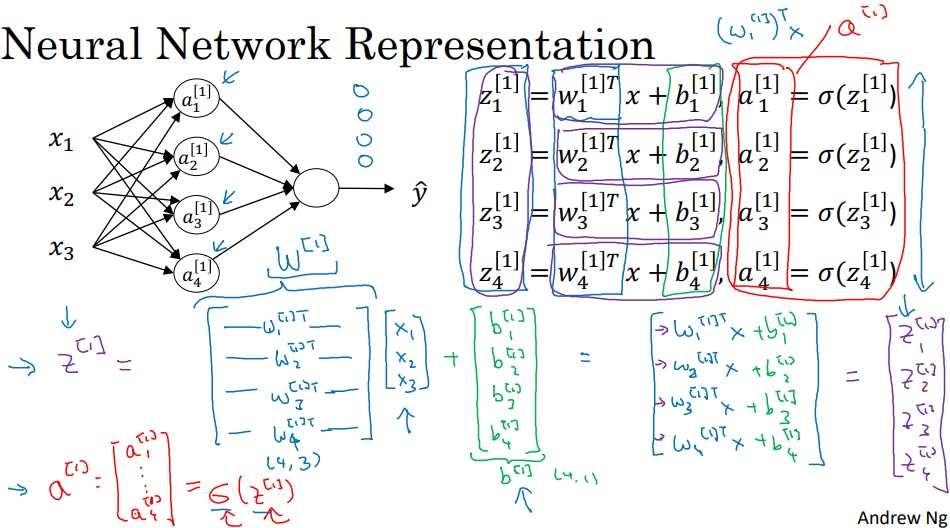 Neural Network Representation
(w₁^[1])^T x
a^[1]
x₁
x₂
x₃
a₁^[1]
a₂^[1]
a₃^[1]
a₄^[1]
ŷ
z₁^[1] = w₁^[1]T x + b₁^[1], a₁^[1] = σ(z₁^[1])
z₂^[1] = w₂^[1]T x + b₂^[1], a₂^[1] = σ(z₂^[1])
z₃^[1] = w₃^[1]T x + b₃^[1], a₃^[1] = σ(z₃^[1])
z₄^[1] = w₄^[1]T x + b₄^[1], a₄^[1] = σ(z₄^[1])
W^[1]
→ z^[1] = [ —w₁^[1]T— —w₂^[1]T— —w₃^[1]T— —w₄^[1]T— ] [ x₁ x₂ x₃ ] + [ b₁^[1] b₂^[1] b₃^[1] b₄^[1] ] = [ →w₁^[1]T x + b₁^[1] →w₂^[1]T x + b₂^[1] →w₃^[1]T x + b₃^[1] →w₄^[1]T x + b₄^[1] ] = [ z₁^[1] z₂^[1] z₃^[1] z₄^[1] ]
(4,3)
b^[1] (4,1)
→ a^[1] = [ a₁^[1] ⋮ a₄^[1] ] = σ(z^[1])
Andrew Ng